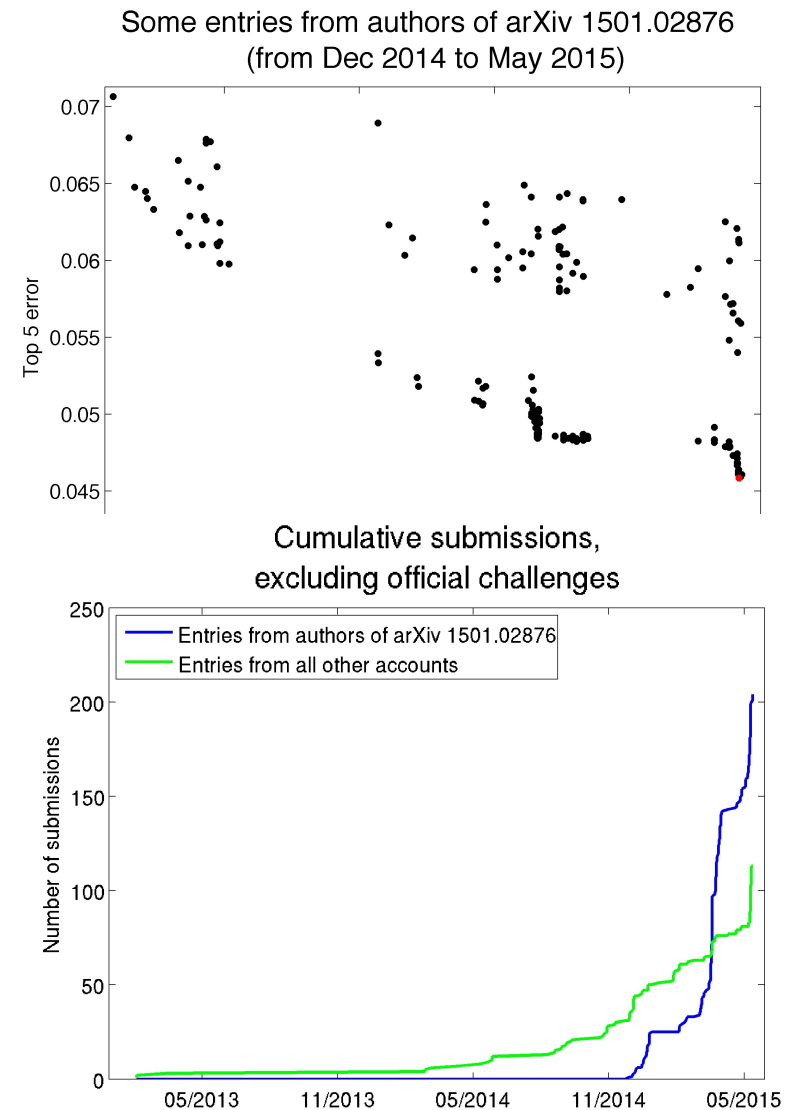 Some entries from authors of arXiv 1501.02876
(from Dec 2014 to May 2015)
0.07
0.065
0.06
0.055
0.05
0.045
Top 5 error
Cumulative submissions,
excluding official challenges
250
200
150
100
50
0
Number of submissions
Entries from authors of arXiv 1501.02876
Entries from all other accounts
05/2013 11/2013 05/2014 11/2014 05/2015